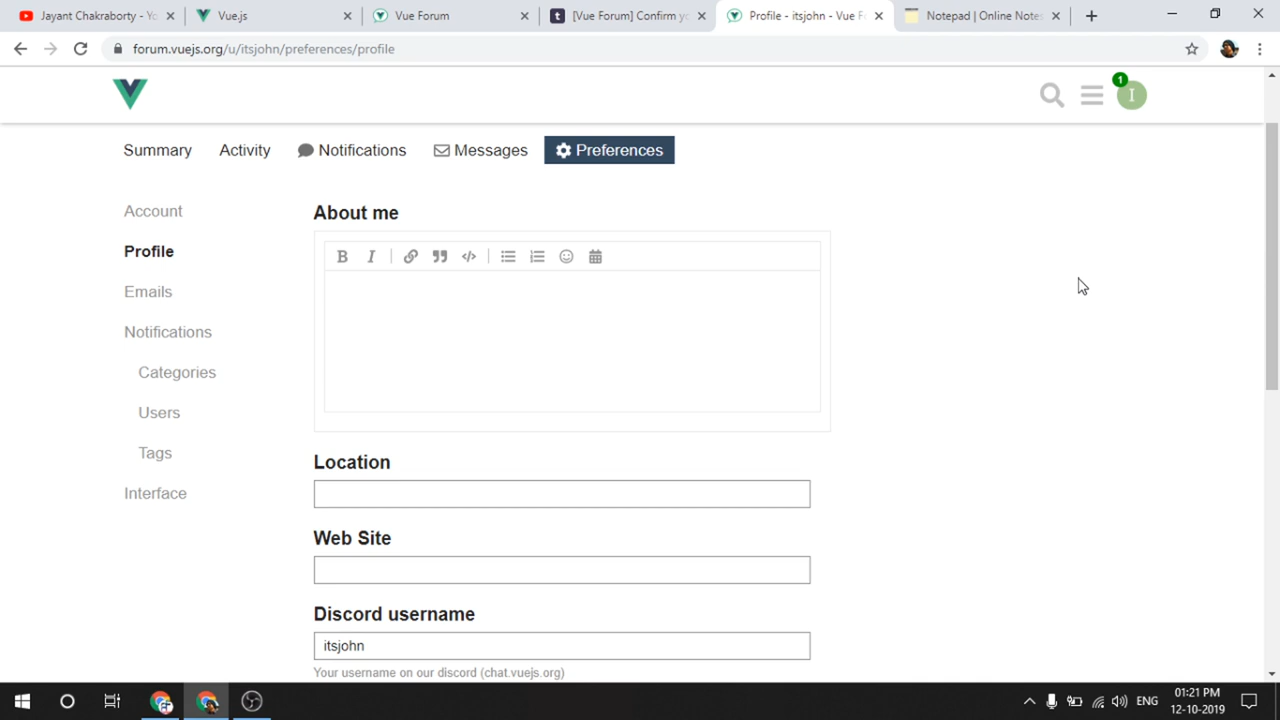 Jayant Chakraborty - Yo
Vue.js
Vue Forum
t [Vue Forum] Confirm yo
Profile - itsjohn - Vue F
Notepad | Online Notes
forum.vuejs.org/u/itsjohn/preferences/profile
1
I
Summary
Activity
Notifications
Messages
Preferences
Account
Profile
Emails
Notifications
Categories
Users
Tags
Interface
About me
B I
Location
Web Site
Discord username
itsjohn
Your username on our discord (chat.vuejs.org)
ENG
01:21 PM
12-10-2019